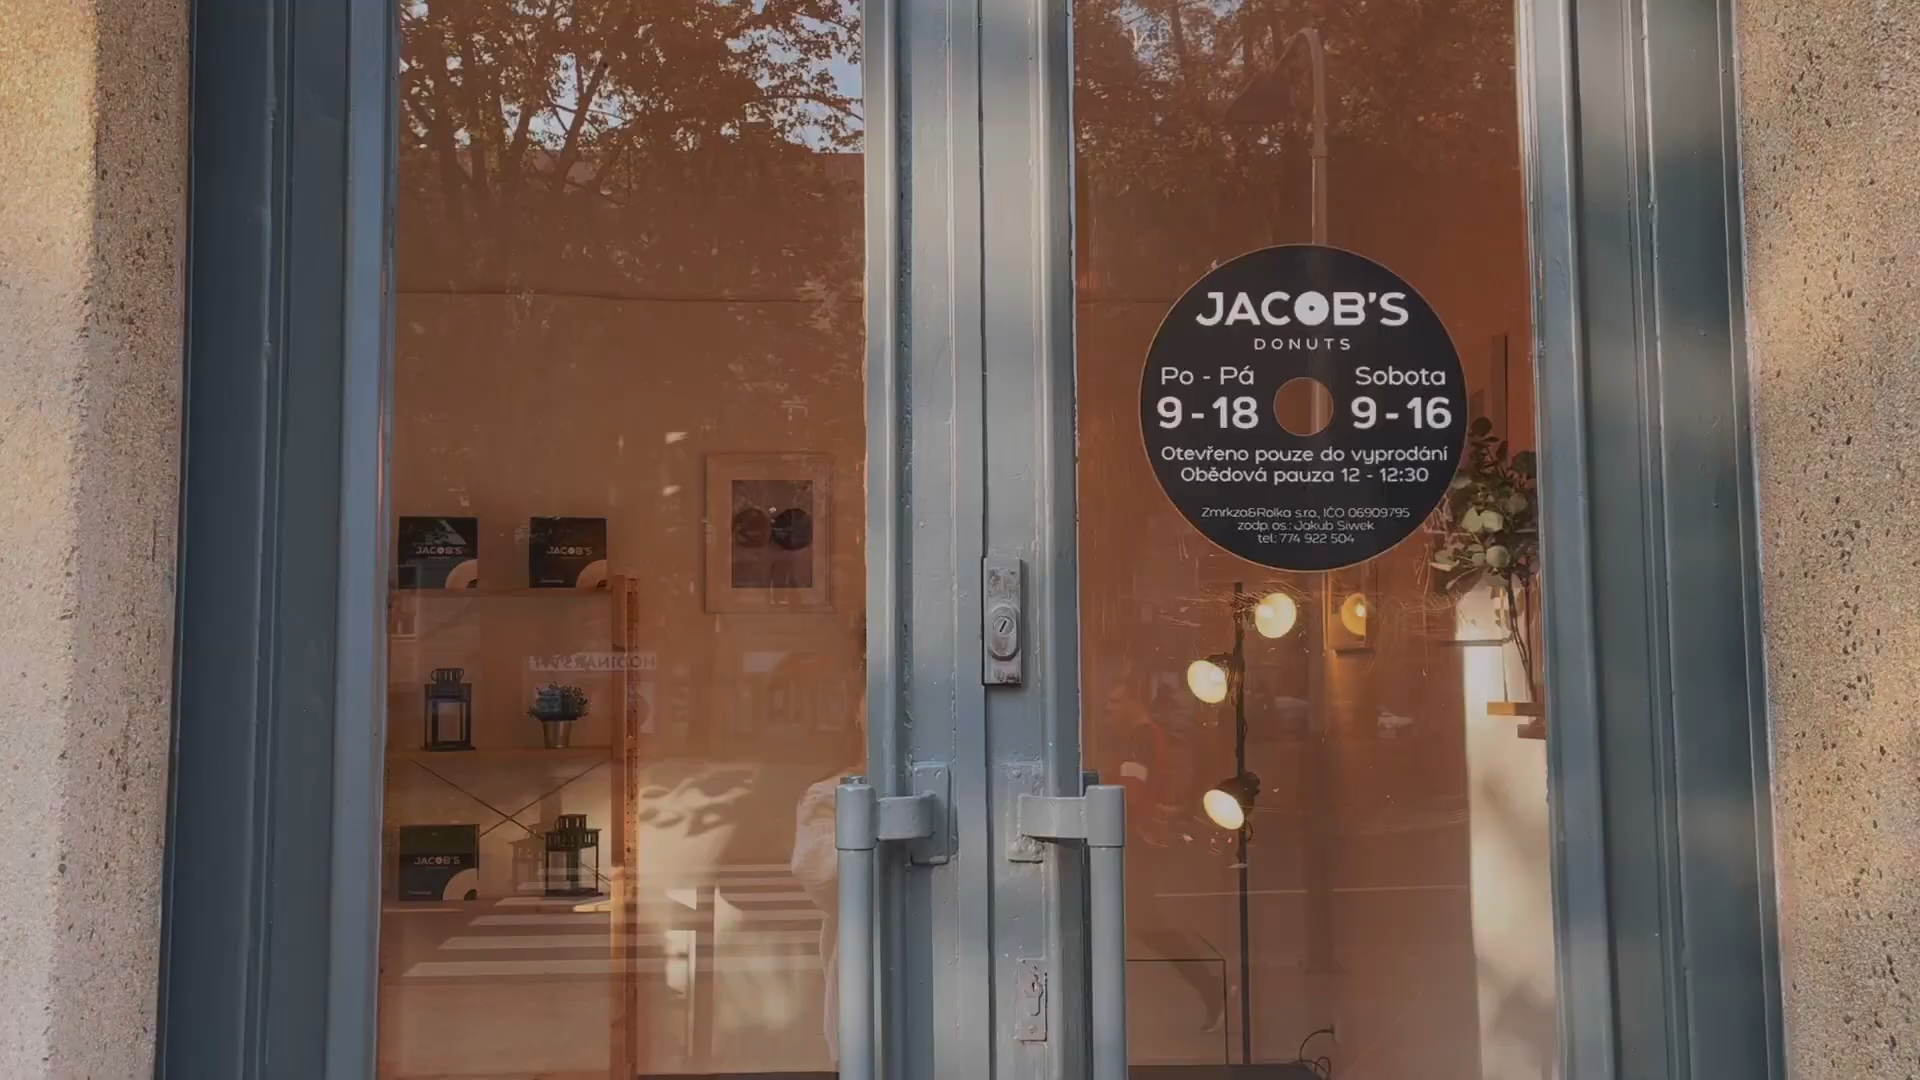 JACOB'S
DONUTS
Po - Pá
9 - 18
Sobota
9 - 16
Otevřeno pouze do vyprodání
Obědová pauza 12 - 12:30
Zmrkza&Rolka s.r.o., IČO 06909795
zodp. os.: Jakub Siwek
tel.: 774 922 504
JACOB'S
JACOB'S
JACOB'S